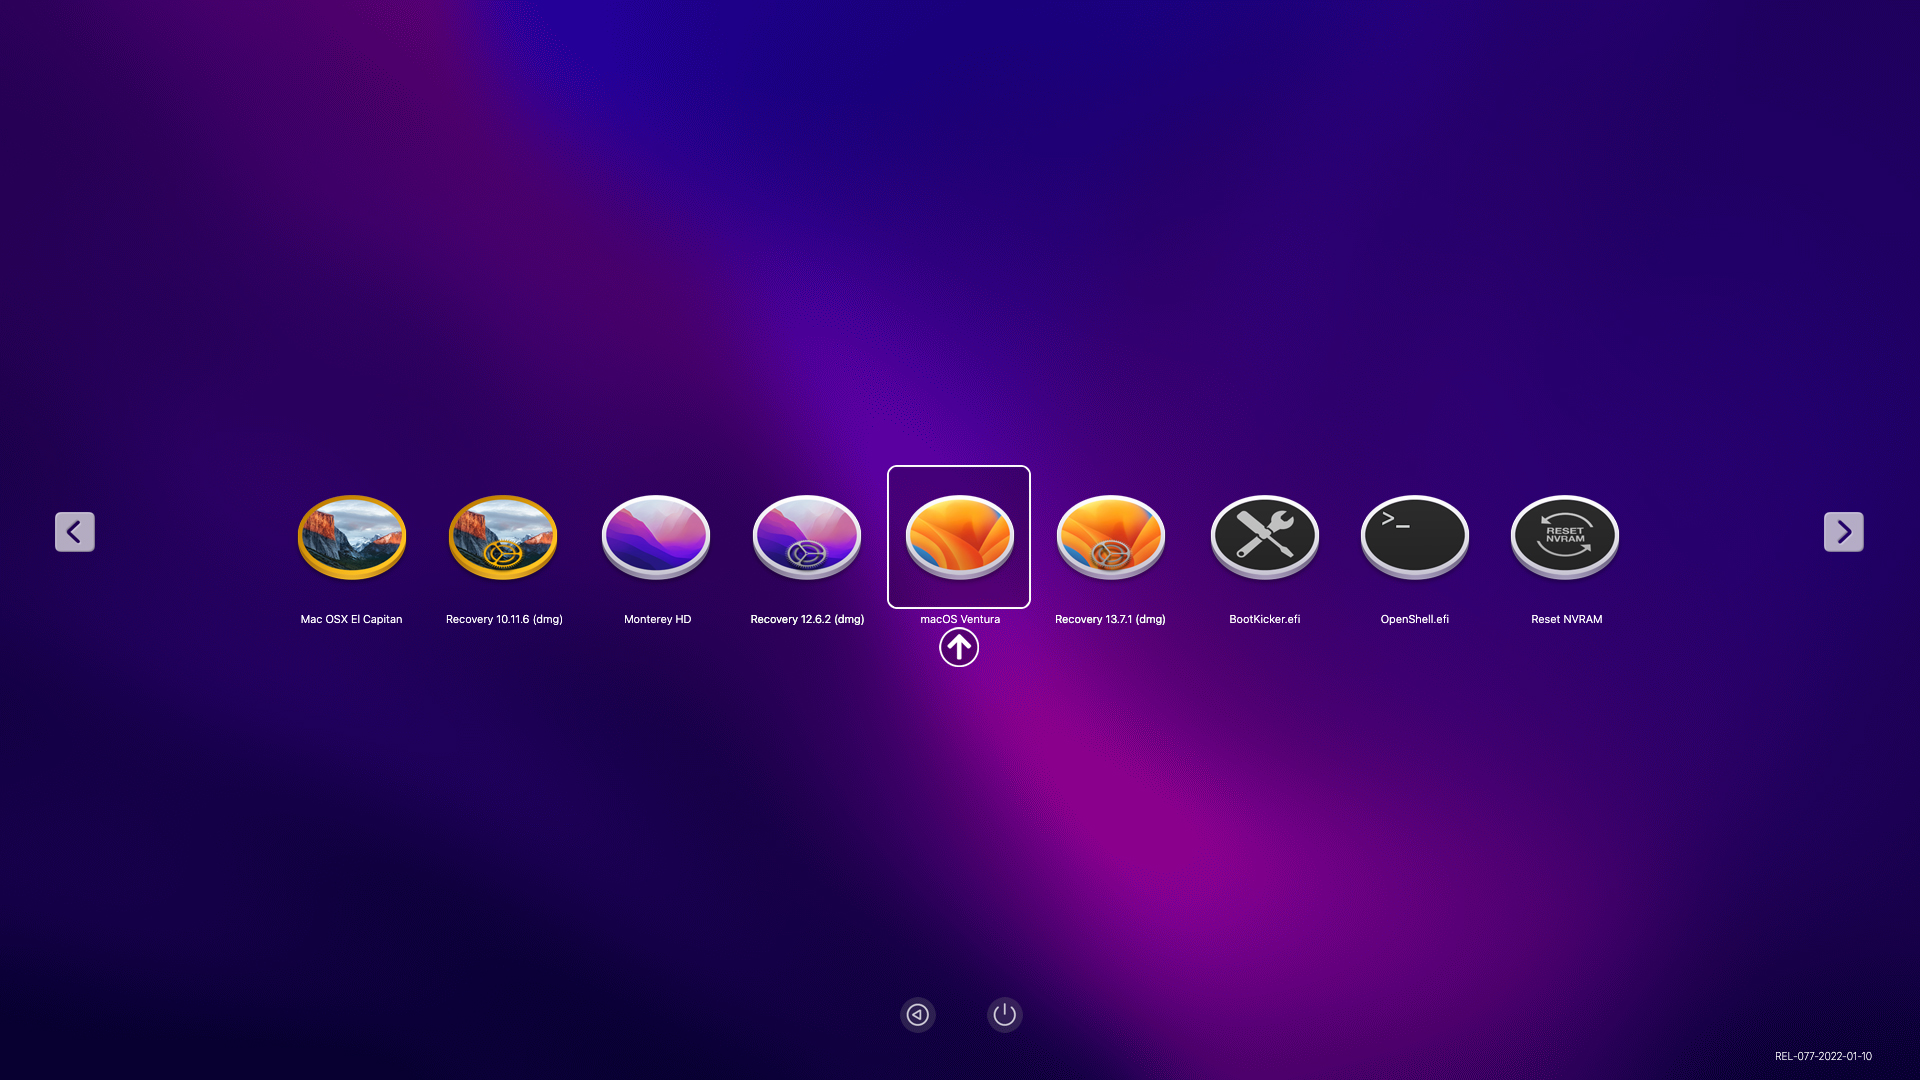 >_
RESET
NVRAM
Mac OSX El Capitan
Recovery 10.11.6 (dmg)
Monterey HD
Recovery 12.6.2 (dmg)
macOS Ventura
Recovery 13.7.1 (dmg)
BootKicker.efi
OpenShell.efi
Reset NVRAM
REL-077-2022-01-10